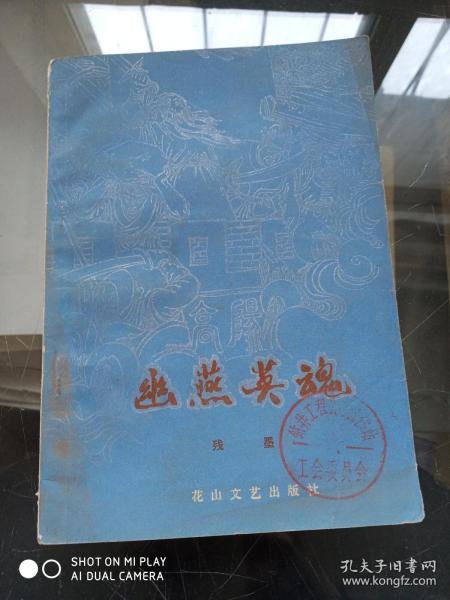 幽燕英魂
残墨
花山文艺出版社
工会委员会
SHOT ON MI PLAY
AI DUAL CAMERA
孔夫子旧书网
www.kongfz.com